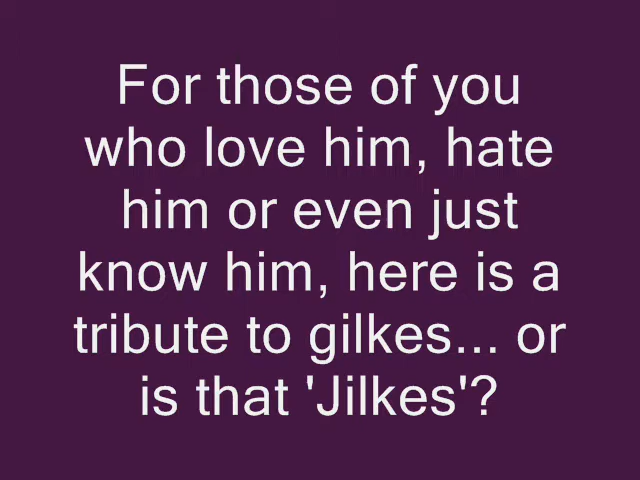 For those of you
who love him, hate
him or even just
know him, here is a
tribute to gilkes... or
is that 'Jilkes'?